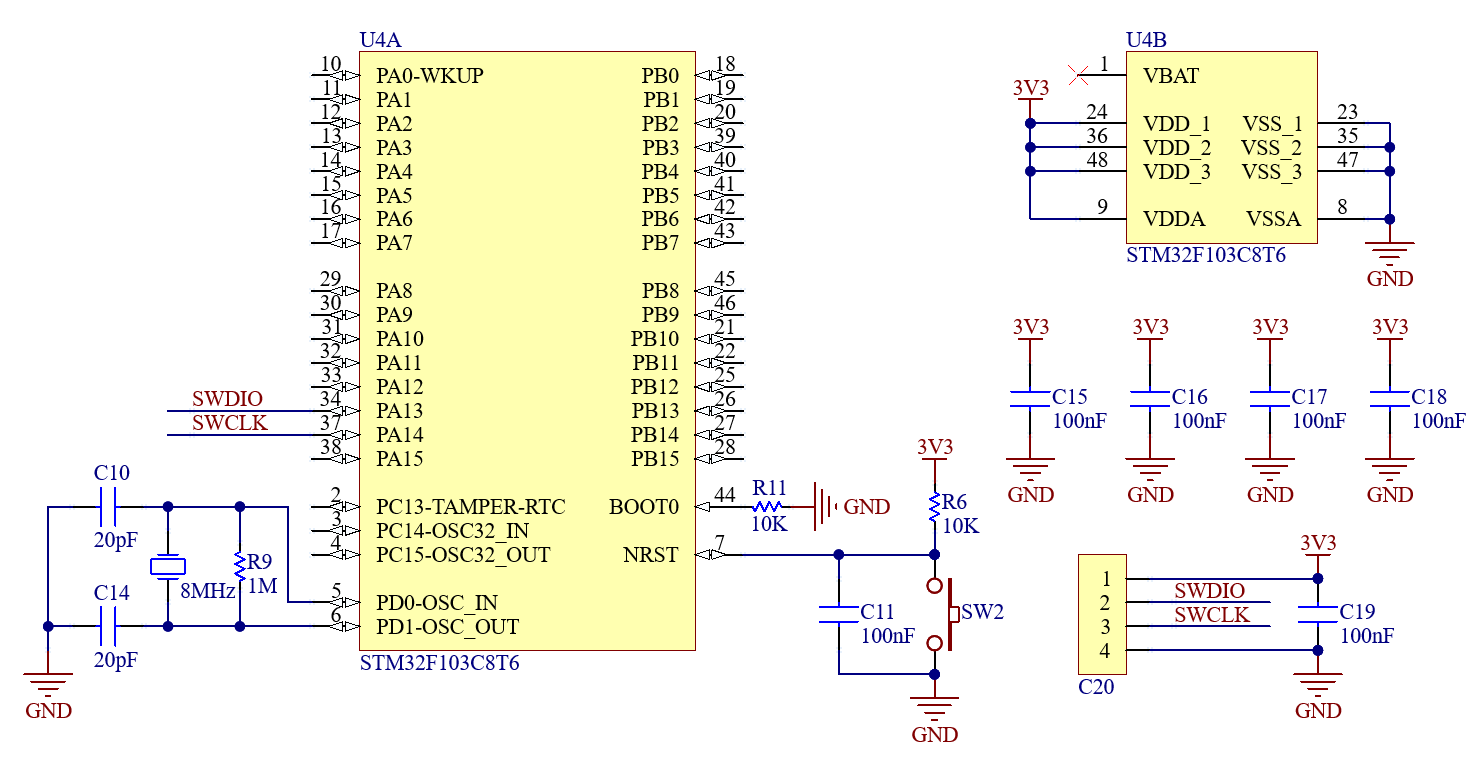 U4A
10 PA0-WKUP PB0 18
11 PA1 PB1 19
12 PA2 PB2 20
13 PA3 PB3 39
14 PA4 PB4 40
15 PA5 PB5 41
16 PA6 PB6 42
17 PA7 PB7 43
29 PA8 PB8 45
30 PA9 PB9 46
31 PA10 PB10 21
32 PA11 PB11 22
33 PA12 PB12 25
SWDIO 34 PA13 PB13 26
SWCLK 37 PA14 PB14 27
38 PA15 PB15 28
2 PC13-TAMPER-RTC BOOT0 44
3 PC14-OSC32_IN
4 PC15-OSC32_OUT NRST 7
5 PD0-OSC_IN
6 PD1-OSC_OUT
STM32F103C8T6
C10
20pF
8MHz
R9
1M
C14
20pF
GND
R11
10K
GND
3V3
R6
10K
C11
100nF
SW2
GND
U4B
1 VBAT
3V3
24 VDD_1 VSS_1 23
36 VDD_2 VSS_2 35
48 VDD_3 VSS_3 47
9 VDDA VSSA 8
STM32F103C8T6
GND
3V3 3V3 3V3 3V3
C15 C16 C17 C18
100nF 100nF 100nF 100nF
GND GND GND GND
3V3
1
2 SWDIO
3 SWCLK
4
C19
100nF
C20
GND